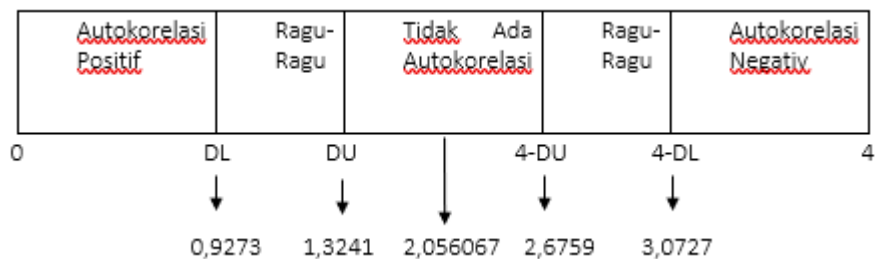 Autokorelasi Ragu- Tidak Ada Ragu- Autokorelasi
Positif Ragu Autokorelasi Ragu Negativ
0 DL DU 4-DU 4-DL 4
0,9273 1,3241 2,056067 2,6759 3,0727